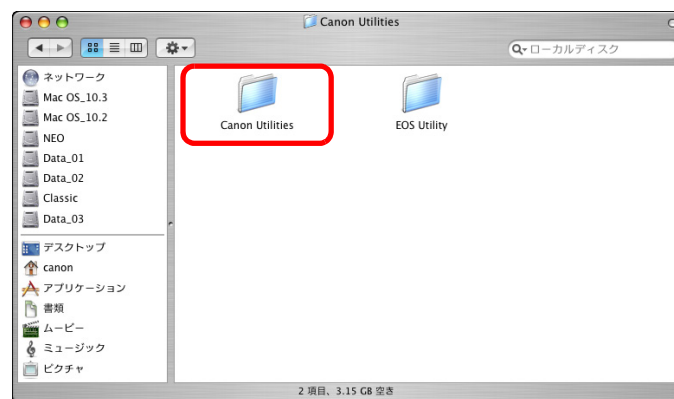 Canon Utilities
ローカルディスク
ネットワーク
Mac OS_10.3
Mac OS_10.2
NEO
Data_01
Data_02
Classic
Data_03
デスクトップ
canon
アプリケーション
書類
ムービー
ミュージック
ピクチャ
Canon Utilities
EOS Utility
2 項目、3.15 GB 空き